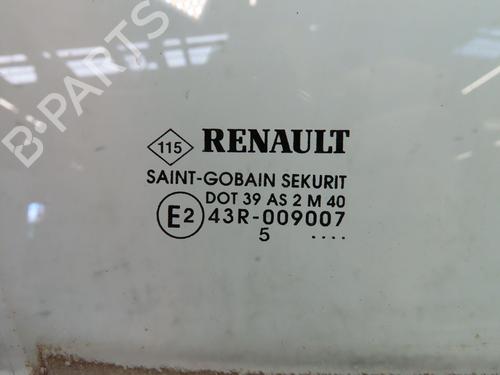 B-PARTS
115 RENAULT
SAINT-GOBAIN SEKURIT
DOT 39 AS 2 M 40
E2 43R-009007
5 ....